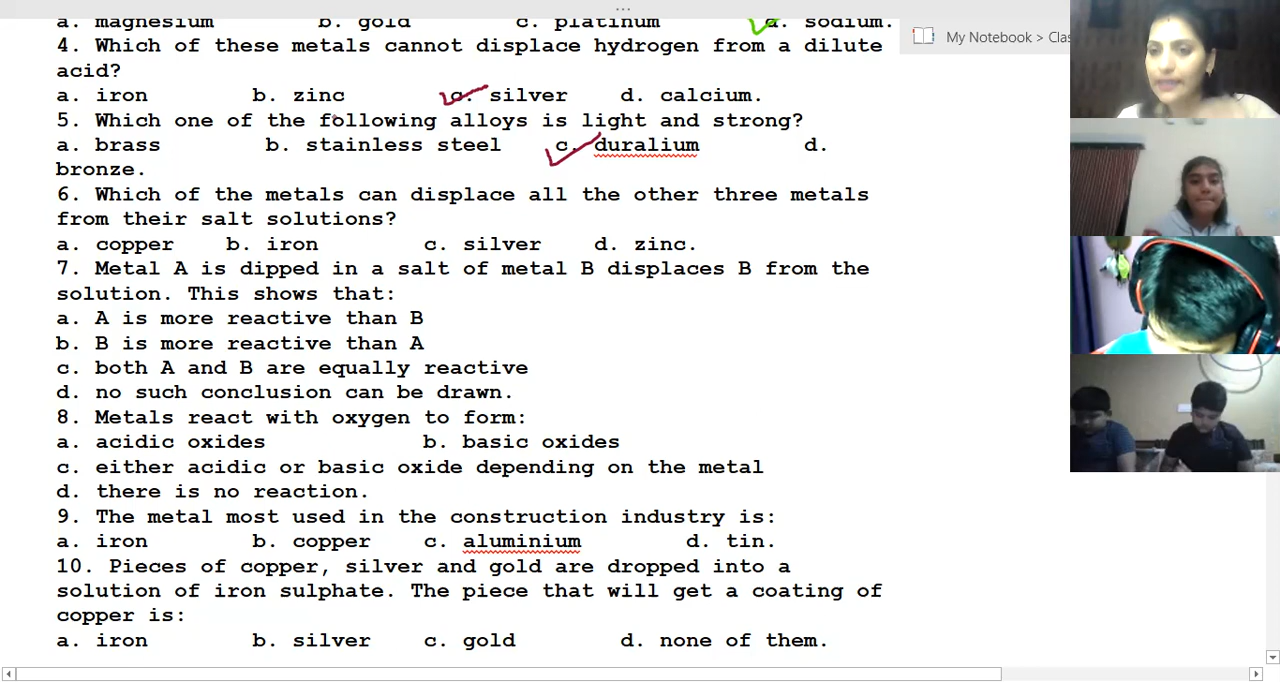 a. magnesium b. gold c. platinum d. sodium.
4. Which of these metals cannot displace hydrogen from a dilute
acid?
a. iron b. zinc c. silver d. calcium.
5. Which one of the following alloys is light and strong?
a. brass b. stainless steel c. duralium d.
bronze.
6. Which of the metals can displace all the other three metals
from their salt solutions?
a. copper b. iron c. silver d. zinc.
7. Metal A is dipped in a salt of metal B displaces B from the
solution. This shows that:
a. A is more reactive than B
b. B is more reactive than A
c. both A and B are equally reactive
d. no such conclusion can be drawn.
8. Metals react with oxygen to form:
a. acidic oxides b. basic oxides
c. either acidic or basic oxide depending on the metal
d. there is no reaction.
9. The metal most used in the construction industry is:
a. iron b. copper c. aluminium d. tin.
10. Pieces of copper, silver and gold are dropped into a
solution of iron sulphate. The piece that will get a coating of
copper is:
a. iron b. silver c. gold d. none of them.
My Notebook > Clas